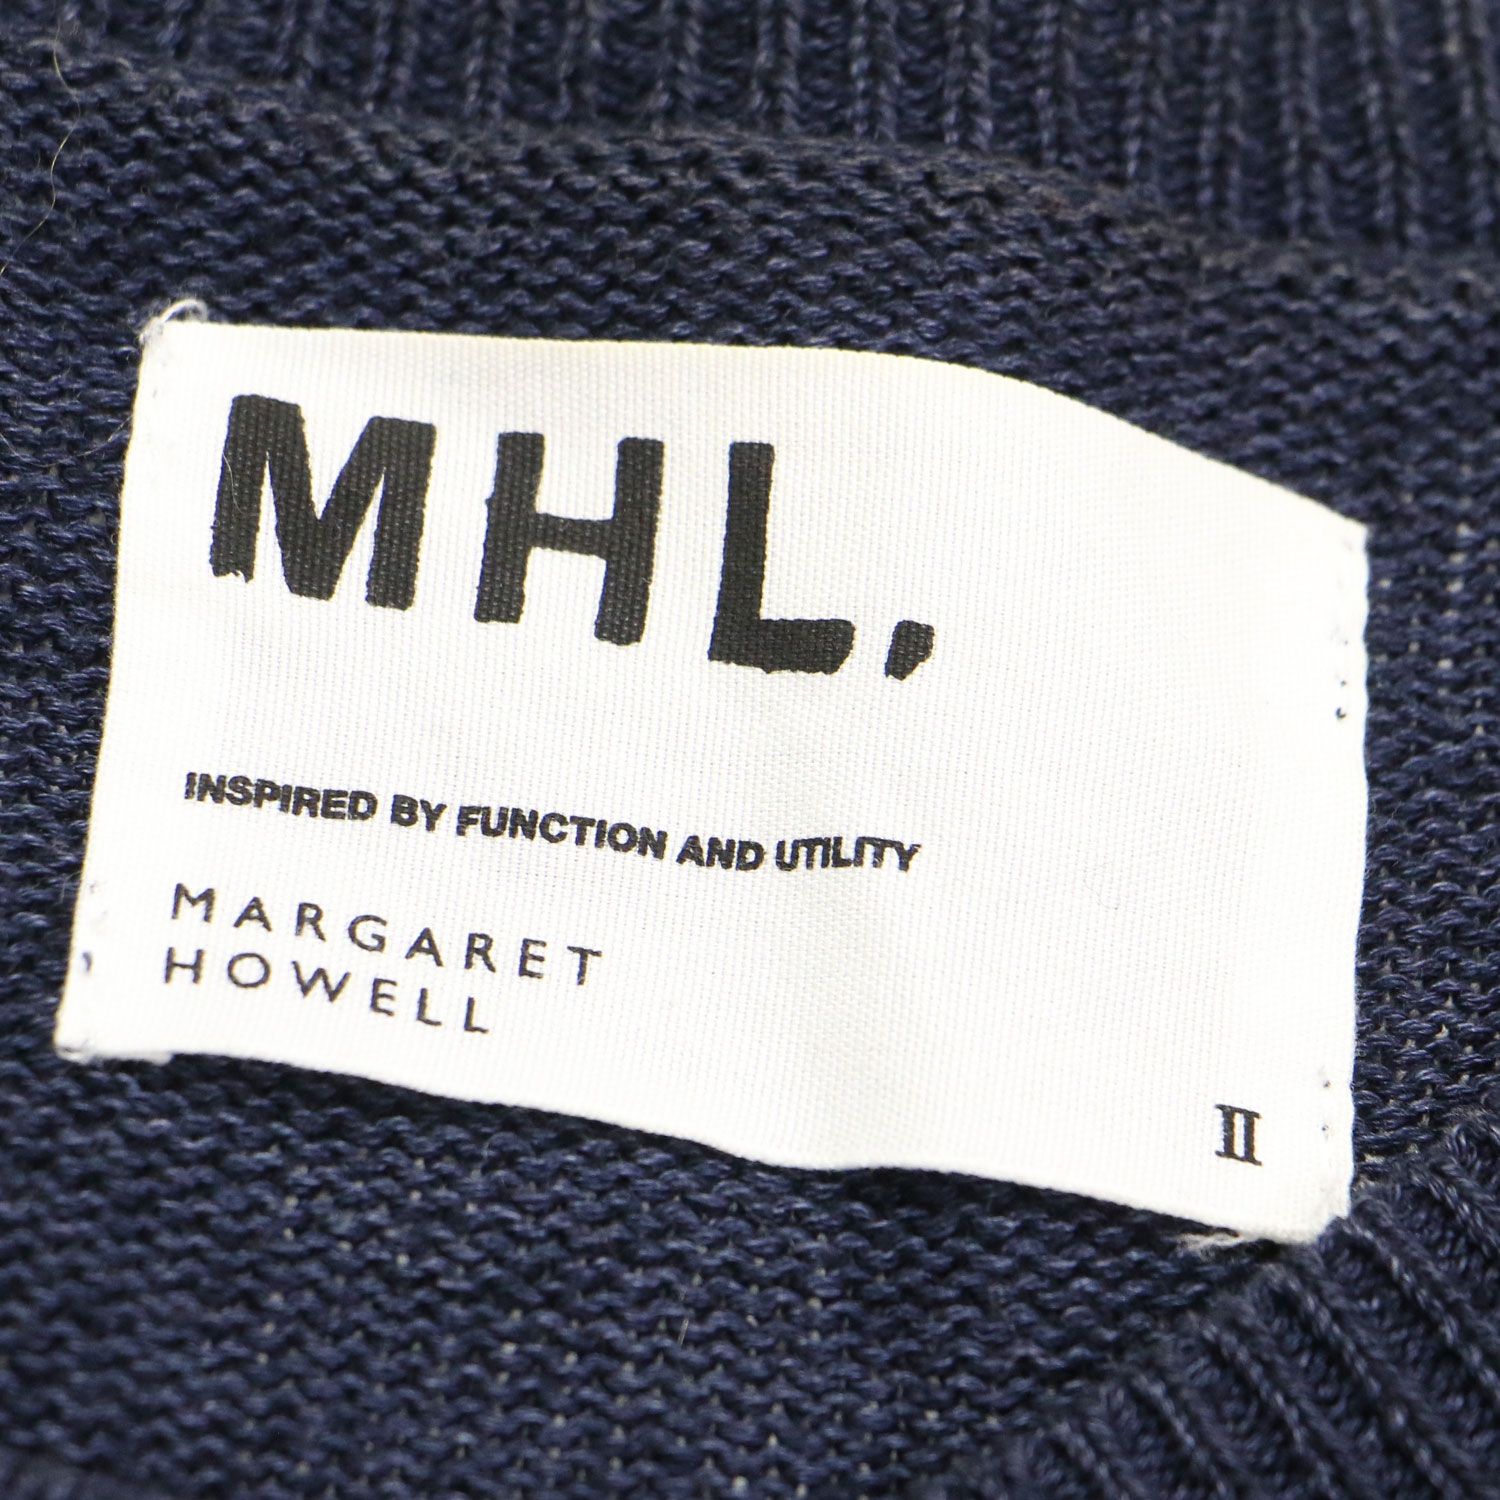 MHL.
INSPIRED BY FUNCTION AND UTILITY
MARGARET
HOWELL
II